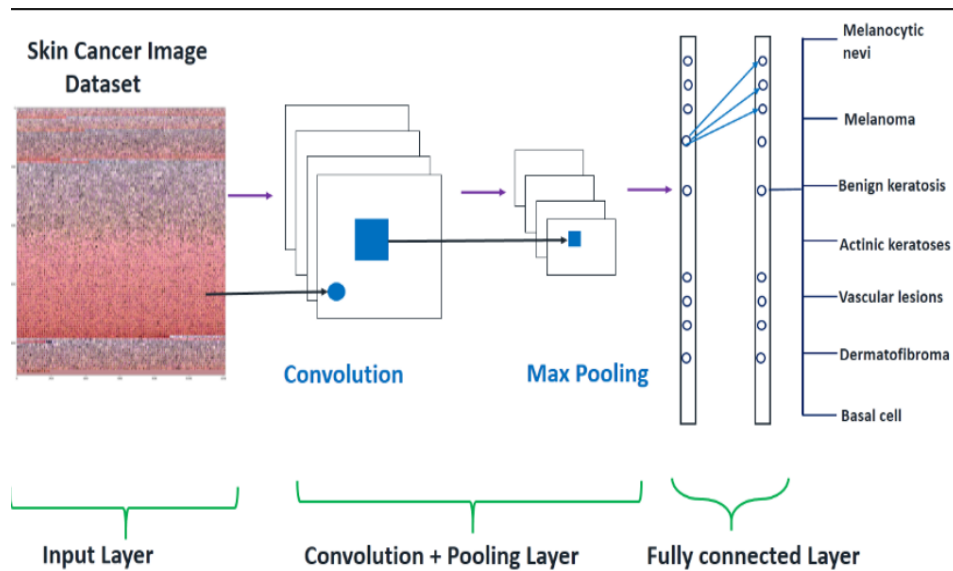 Skin Cancer Image
Dataset
Convolution
Max Pooling
Melanocytic
nevi
Melanoma
Benign keratosis
Actinic keratoses
Vascular lesions
Dermatofibroma
Basal cell
Input Layer
Convolution + Pooling Layer
Fully connected Layer